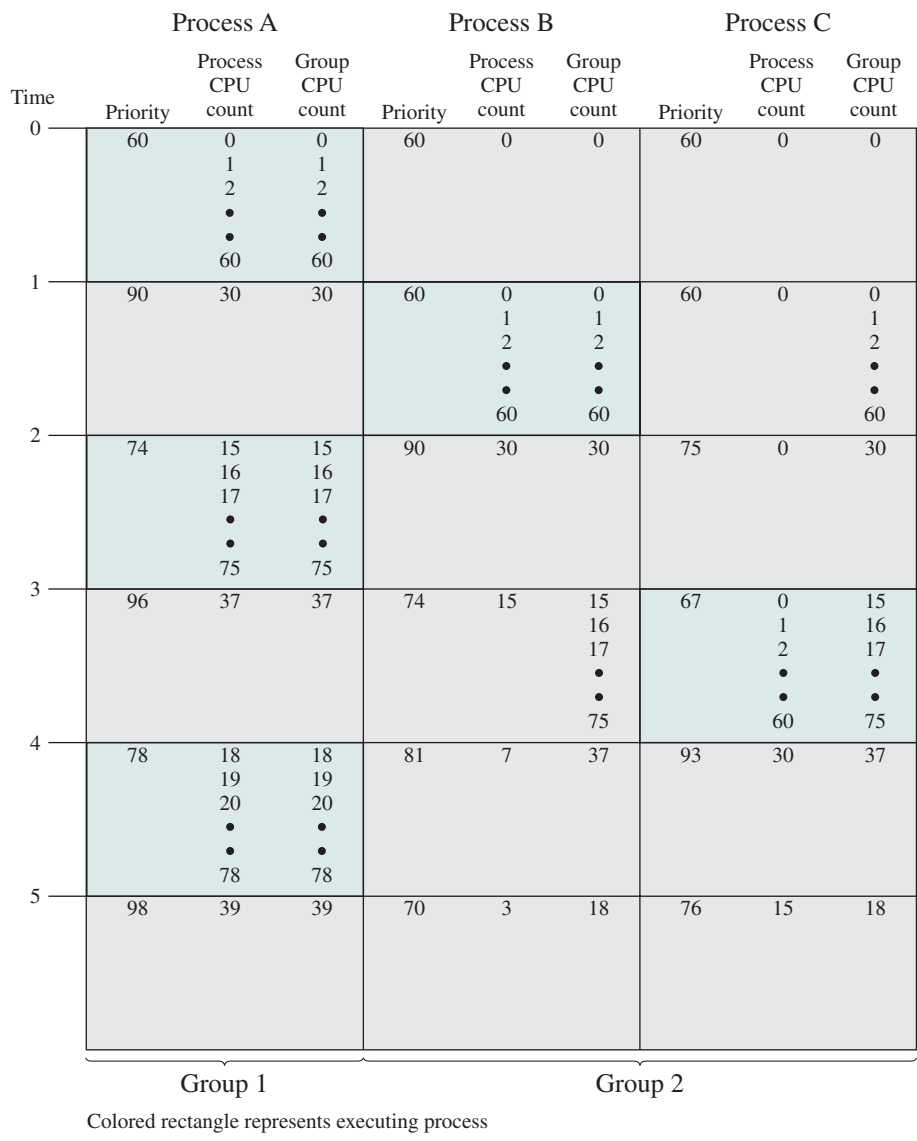 Process A Process B Process C
Process Group Process Group Process Group
CPU CPU CPU CPU CPU CPU
Time count count count count count count
Priority Priority Priority
0 60 0 0 60 0 0 60 0 0
1 1
2 2
• •
• •
60 60
1 90 30 30 60 0 0 60 0 0
1 1 1
2 2 2
• • •
• • •
60 60 60
2 74 15 15 90 30 30 75 0 30
16 16
17 17
• •
• •
75 75
3 96 37 37 74 15 15 67 0 15
16 1 16
17 2 17
• • •
• • •
75 60 75
4 78 18 18 81 7 37 93 30 37
19 19
20 20
• •
• •
78 78
5 98 39 39 70 3 18 76 15 18
Group 1 Group 2
Colored rectangle represents executing process